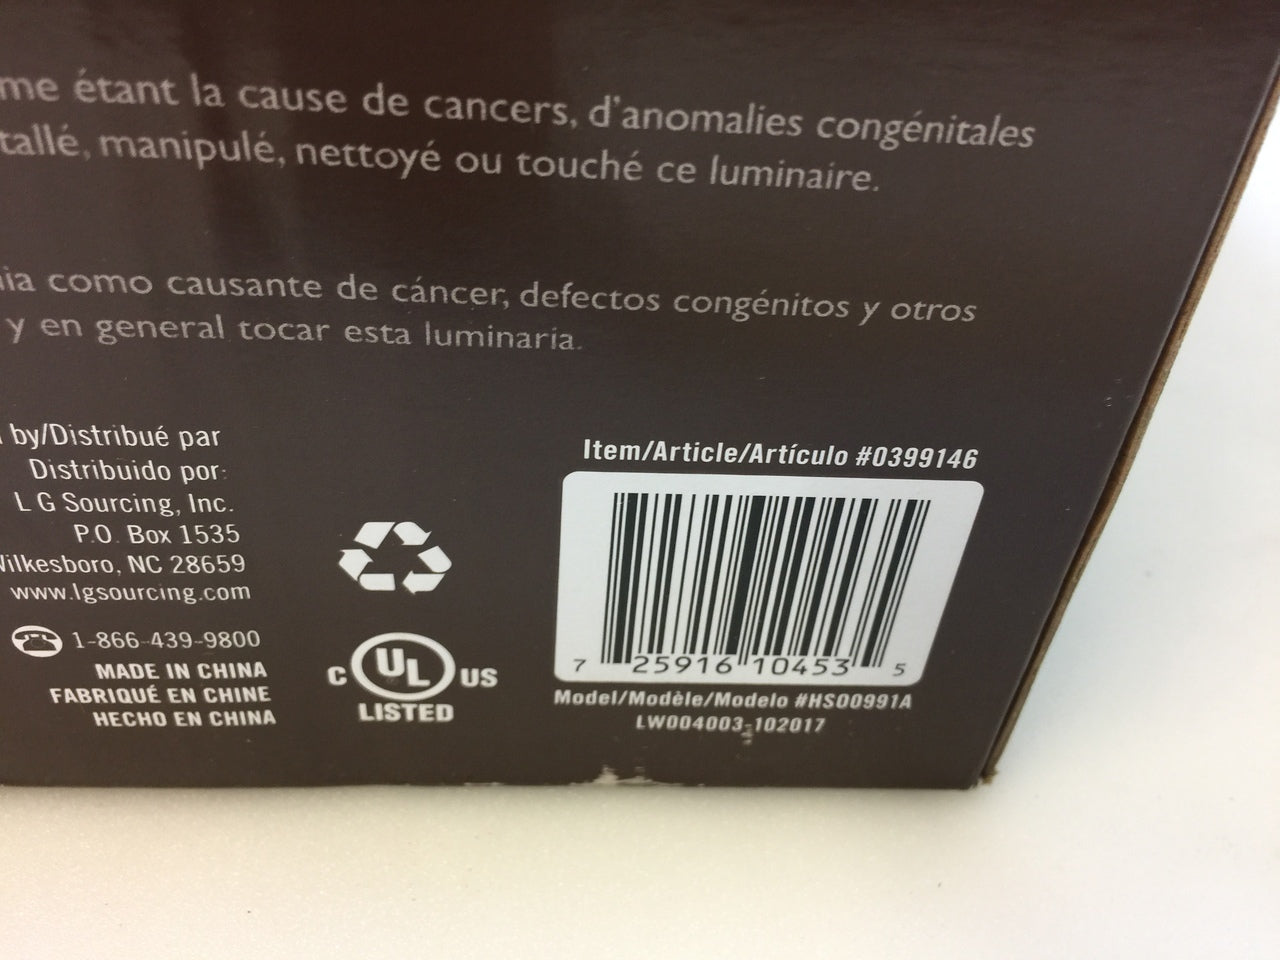 me étant la cause de cancers, d'anomalies congénitales
tallé, manipulé, nettoyé ou touché ce luminaire.
nia como causante de cáncer, defectos congénitos y otros
y en general tocar esta luminaria.
by/Distribué par
Distribuido por:
L G Sourcing, Inc.
P.O. Box 1535
Wilkesboro, NC 28659
www.lgsourcing.com
1-866-439-9800
MADE IN CHINA
FABRIQUÉ EN CHINE
HECHO EN CHINA
C UL US
LISTED
Item/Article/Artículo #0399146
7 25916 10453 5
Model/Modèle/Modelo #HS00991A
LW004003-102017